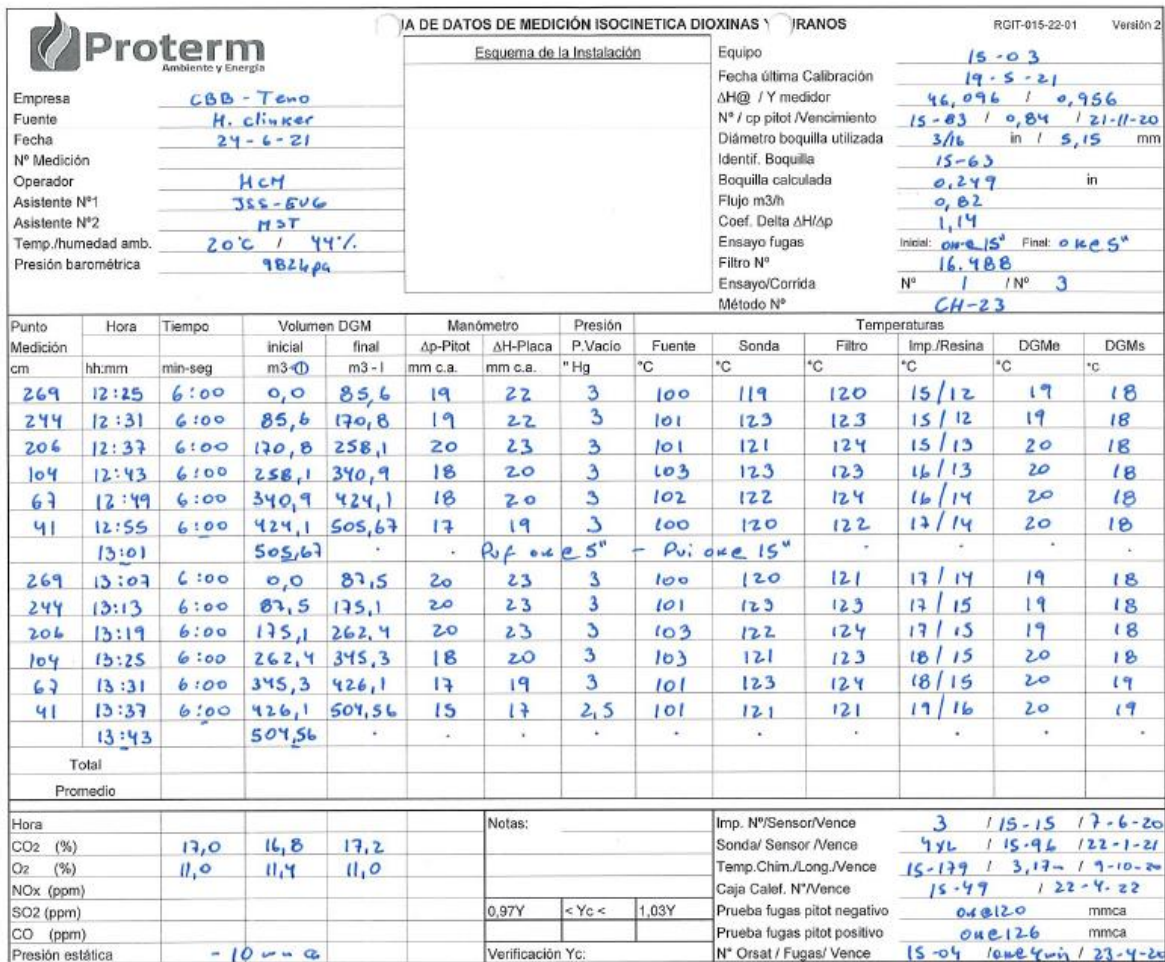 Proterm
Ambiente y Energía
JA DE DATOS DE MEDICIÓN ISOCINETICA DIOXINAS Y URANOS
RGIT-015-22-01 Versión 2
Esquema de la Instalación
Empresa CBB - Teno
Fuente H. clinker
Fecha 24 - 6 - 21
Nº Medición
Operador HCM
Asistente Nº1 JSS - EVG
Asistente Nº2 MST
Temp./humedad amb. 20°C / 44%
Presión barométrica 982 hpa
Equipo 15 - 03
Fecha última Calibración 19 - 5 - 21
ΔH@ / Y medidor 46,096 / 0,956
Nº / cp pitot /Vencimiento 15 - 83 / 0,84 / 21-11-20
Diámetro boquilla utilizada 3/16 in / 5,15 mm
Identif. Boquilla 15-63
Boquilla calculada 0,249 in
Flujo m3/h 0,82
Coef. Delta ΔH/Δp 1,14
Ensayo fugas Inicial: oke 15" Final: oke 5"
Filtro Nº 16.488
Ensayo/Corrida Nº 1 / Nº 3
Método Nº CH-23
Punto Hora Tiempo Volumen DGM Manómetro Presión Temperaturas
Medición inicial final Δp-Pitot ΔH-Placa P.Vacio Fuente Sonda Filtro Imp./Resina DGMe DGMs
cm hh:mm min-seg m3-l m3 - l mm c.a. mm c.a. " Hg °C °C °C °C °C °C
269 12:25 6:00 0,0 85,6 19 22 3 100 119 120 15/12 19 18
244 12:31 6:00 85,6 170,8 19 22 3 101 123 123 15/12 19 18
206 12:37 6:00 170,8 258,1 20 23 3 101 121 124 15/13 20 18
104 12:43 6:00 258,1 340,9 18 20 3 103 123 123 16/13 20 18
67 12:49 6:00 340,9 424,1 18 20 3 102 122 124 16/14 20 18
41 12:55 6:00 424,1 505,67 17 19 3 100 120 122 17/14 20 18
13:01 505,67 · · Puf oke 5" - Pui oke 15" · · ·
269 13:07 6:00 0,0 87,5 20 23 3 100 120 121 17/14 19 18
244 13:13 6:00 87,5 175,1 20 23 3 101 123 123 17/15 19 18
206 13:19 6:00 175,1 262,4 20 23 3 103 122 124 17/15 19 18
104 13:25 6:00 262,4 345,3 18 20 3 103 121 123 18/15 20 18
67 13:31 6:00 345,3 426,1 17 19 3 101 123 124 18/15 20 19
41 13:37 6:00 426,1 504,56 15 17 2,5 101 121 121 19/16 20 19
13:43 504,56 · · · · · · · · · ·
Total
Promedio
Hora
CO2 (%) 17,0 16,8 17,2
O2 (%) 11,0 11,4 11,0
NOx (ppm)
SO2 (ppm)
CO (ppm)
Presión estática - 10
Notas:
0,97Y < Yc < 1,03Y
Verificación Yc:
Imp. Nº/Sensor/Vence 3 / 15-15 / 7-6-20
Sonda/ Sensor /Vence / 15-96 / 22-1-21
Temp.Chim./Long./Vence 15-179 / 3,17 / 9-10-20
Caja Calef. N°/Vence 15-49 / 22-4-22
Prueba fugas pitot negativo oke 120 mmca
Prueba fugas pitot positivo oke 126 mmca
N° Orsat / Fugas/ Vence 15-04 / oke 4min / 23-4-20